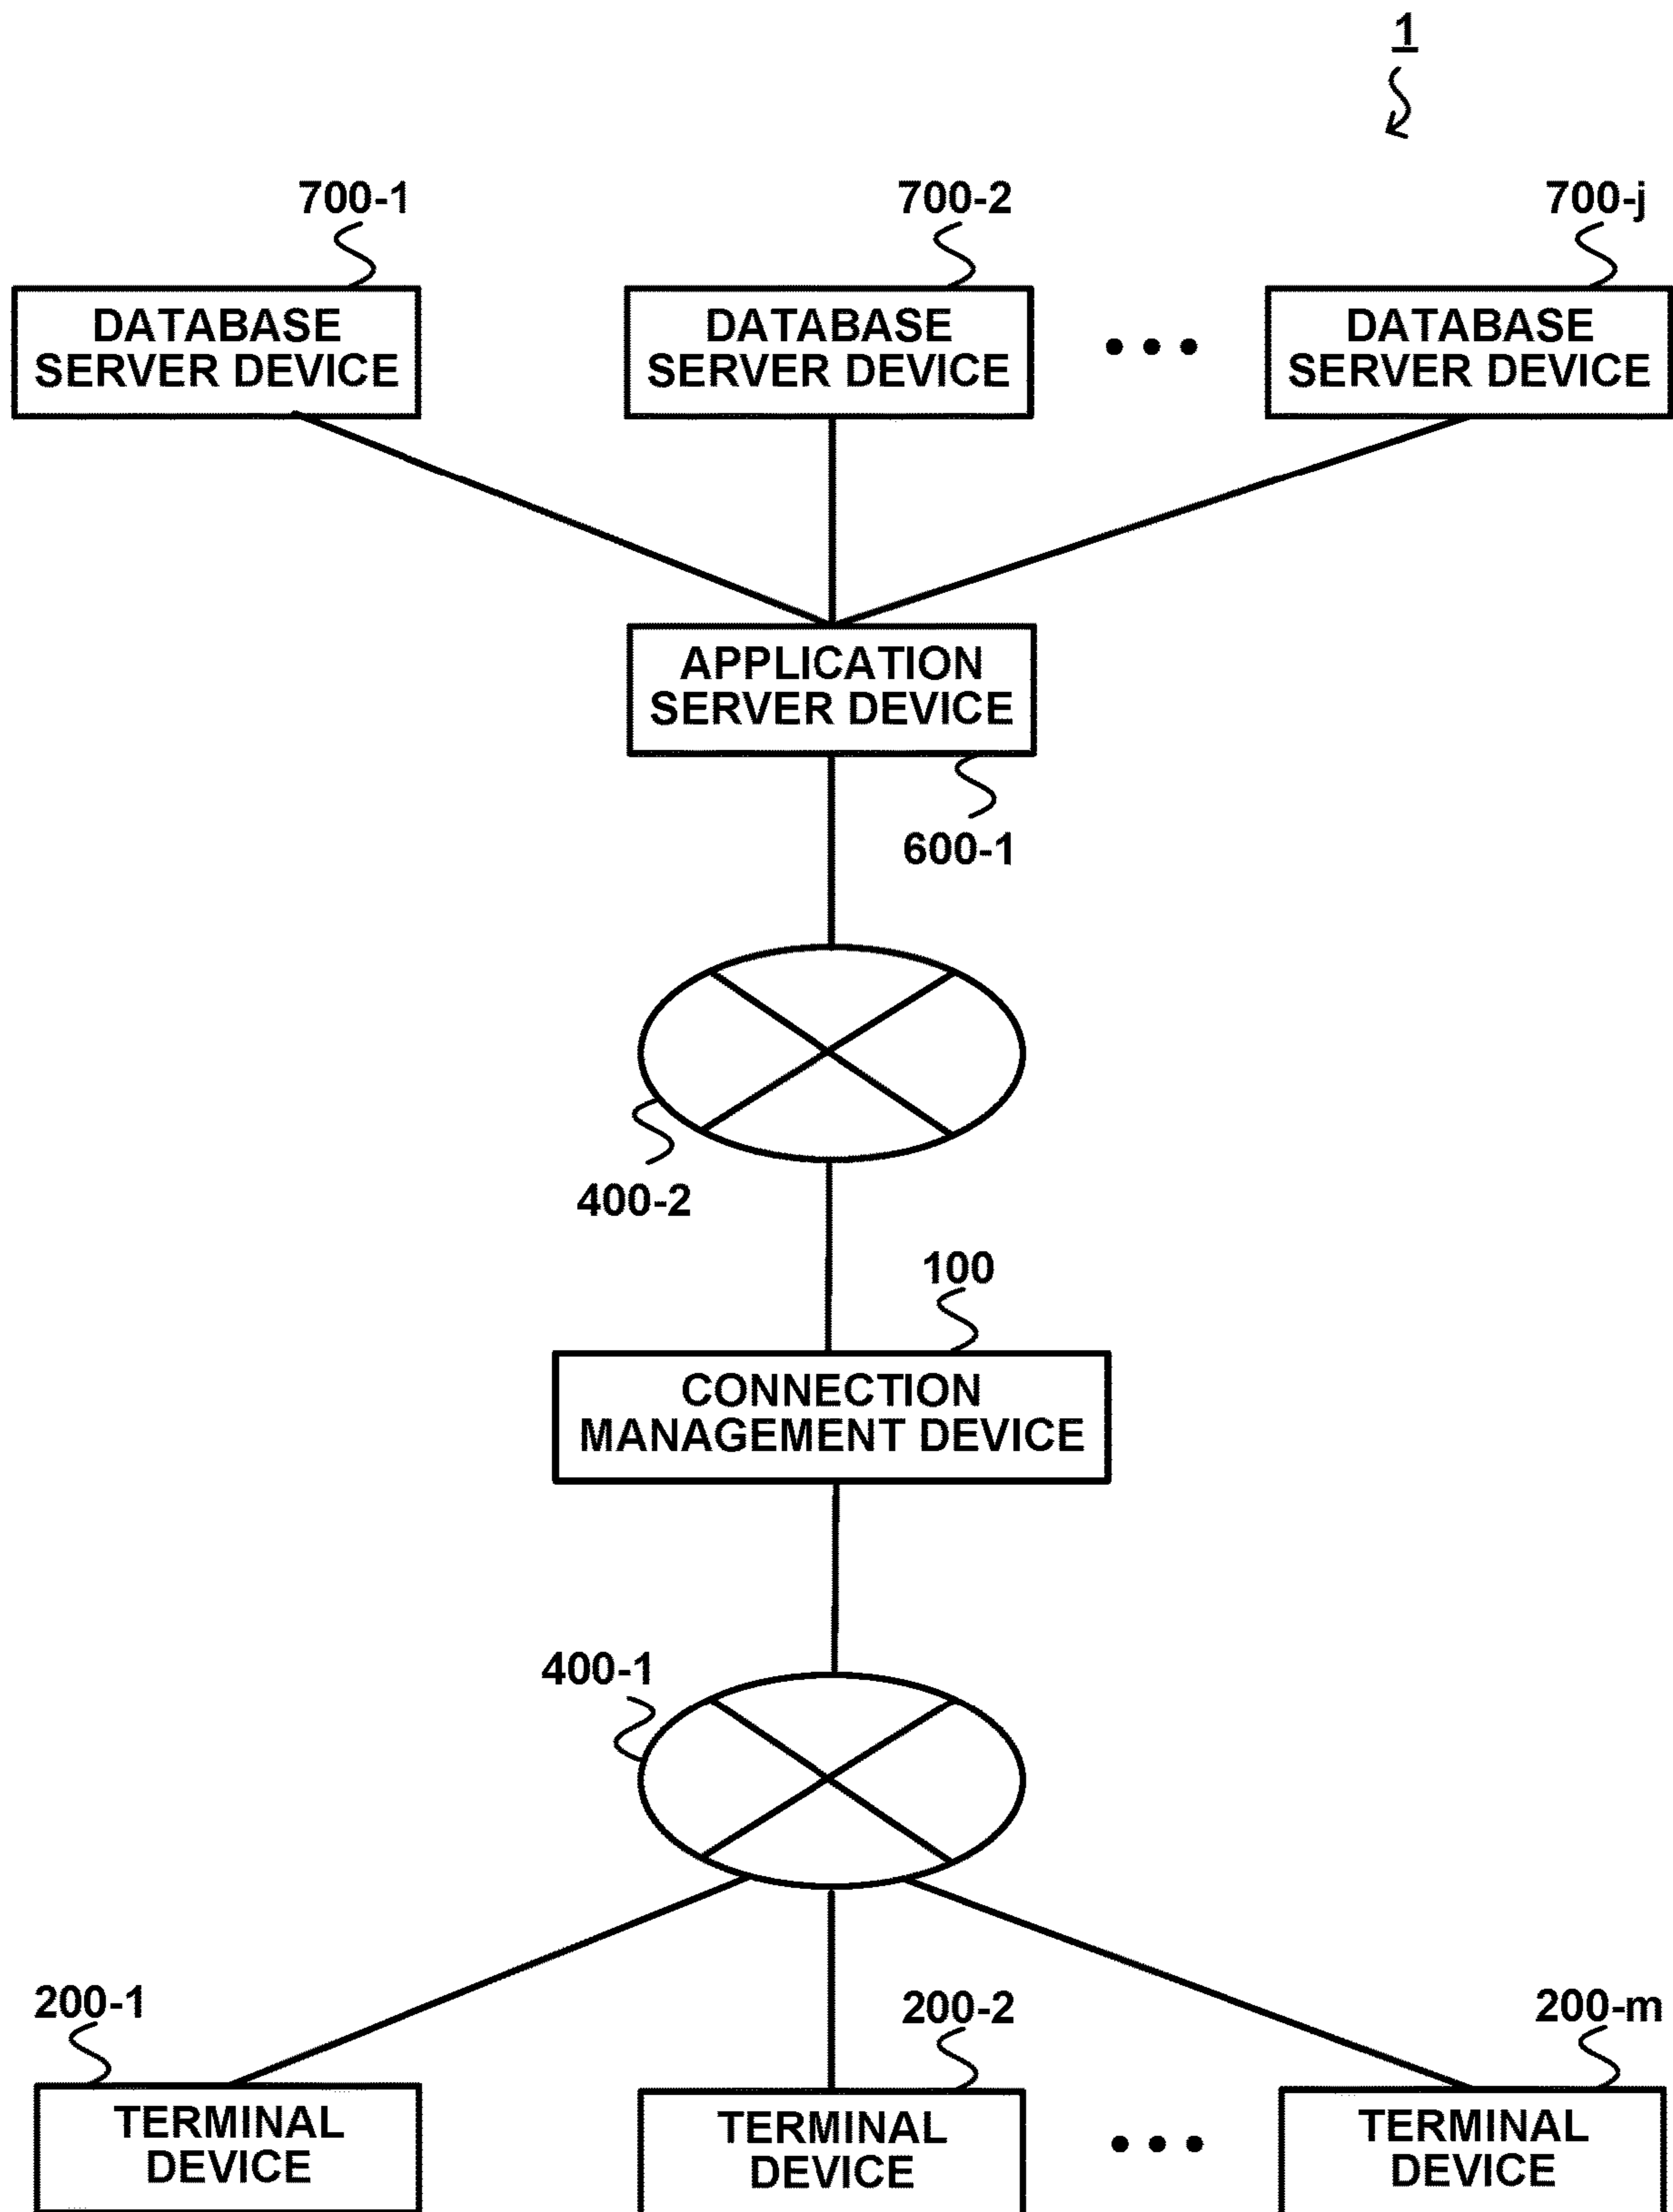 1
700-1
700-2
700-j
DATABASE
SERVER DEVICE
DATABASE
SERVER DEVICE
DATABASE
SERVER DEVICE
APPLICATION
SERVER DEVICE
600-1
400-2
100
CONNECTION
MANAGEMENT DEVICE
400-1
200-1
200-2
200-m
TERMINAL
DEVICE
TERMINAL
DEVICE
TERMINAL
DEVICE